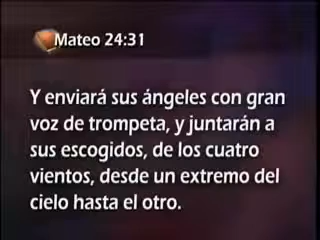 Mateo 24:31
Y enviará sus ángeles con gran
voz de trompeta, y juntarán a
sus escogidos, de los cuatro
vientos, desde un extremo del
cielo hasta el otro.